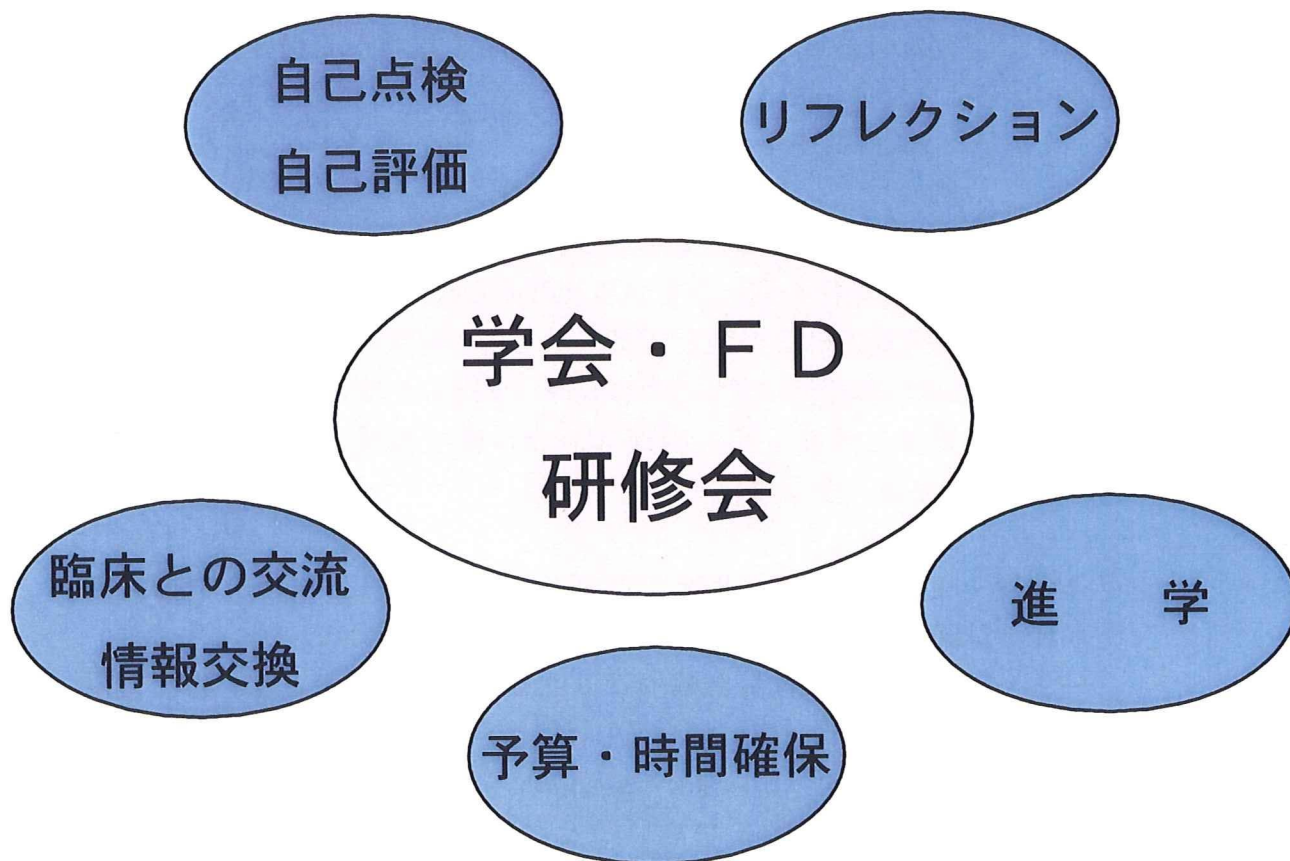 自己点検
自己評価
リフレクション
学会・ＦＤ
研修会
臨床との交流
情報交換
進　　学
予算・時間確保